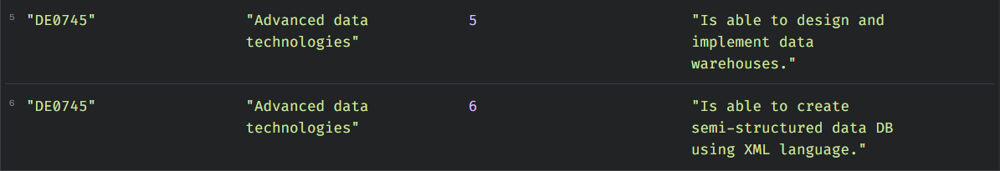 5 "DE0745" "Advanced data 5 "Is able to design and
technologies" implement data
warehouses."
6 "DE0745" "Advanced data 6 "Is able to create
technologies" semi-structured data DB
using XML language."